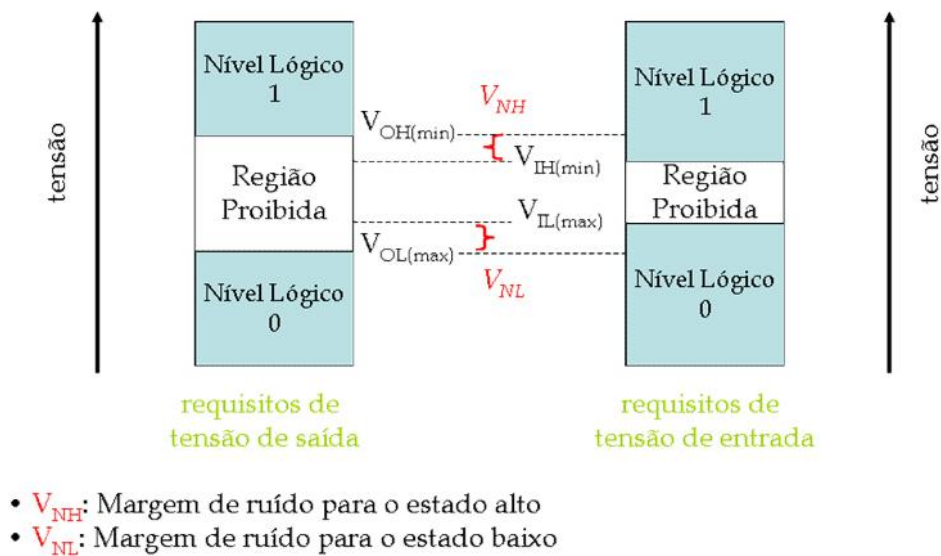 tensão
Nível Lógico
1
Região
Proibida
Nível Lógico
0
requisitos de
tensão de saída
V_NH
V_OH(min)
V_IH(min)
V_IL(max)
V_OL(max)
V_NL
Nível Lógico
1
Região
Proibida
Nível Lógico
0
requisitos de
tensão de entrada
tensão
• V_NH: Margem de ruído para o estado alto
• V_NL: Margem de ruído para o estado baixo